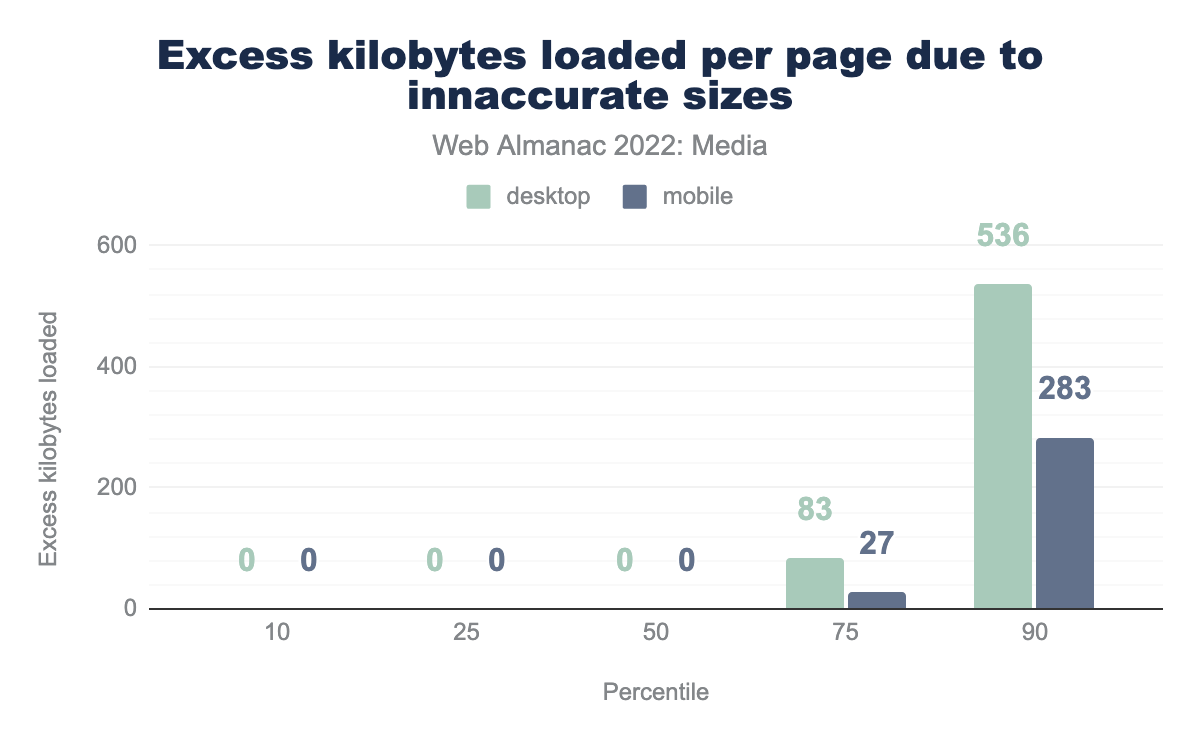 Excess kilobytes loaded per page due to
innaccurate sizes
Web Almanac 2022: Media
desktop mobile
Excess kilobytes loaded
600
400
200
0
536
283
83
27
0 0 0 0 0 0
10 25 50 75 90
Percentile